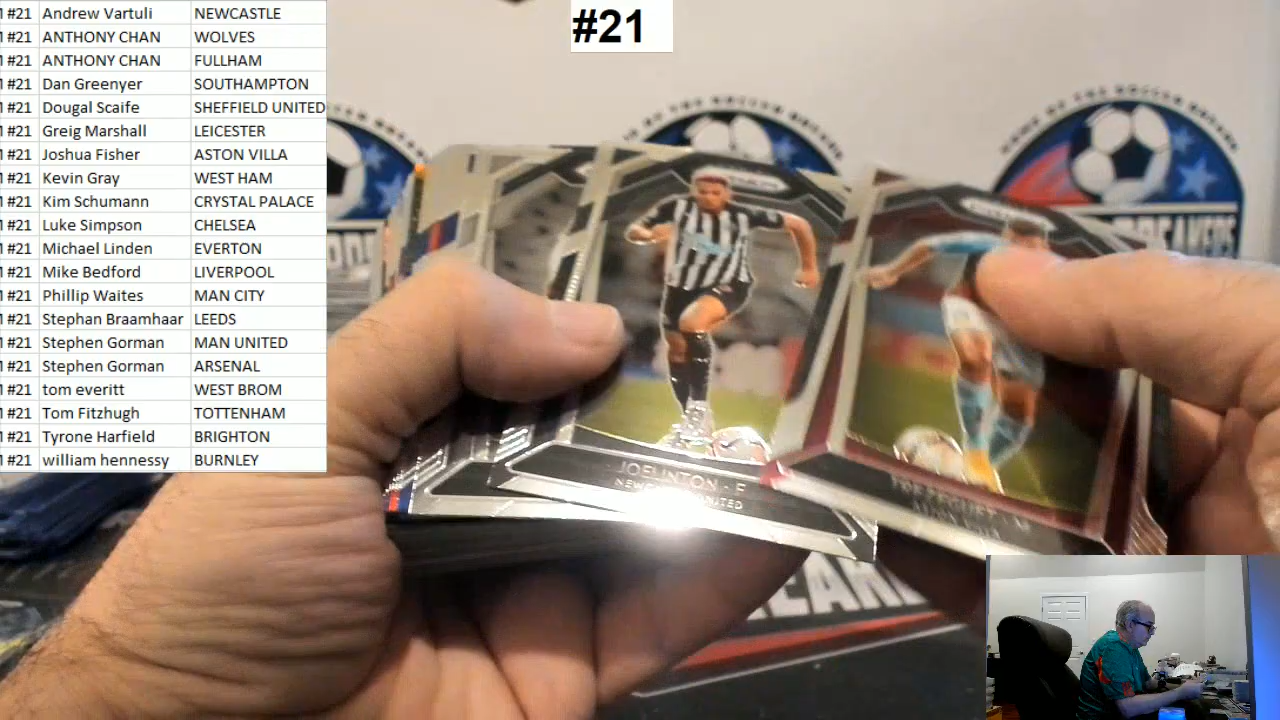 #21
#21 Andrew Vartuli NEWCASTLE
#21 ANTHONY CHAN WOLVES
#21 ANTHONY CHAN FULLHAM
#21 Dan Greenyer SOUTHAMPTON
#21 Dougal Scaife SHEFFIELD UNITED
#21 Greig Marshall LEICESTER
#21 Joshua Fisher ASTON VILLA
#21 Kevin Gray WEST HAM
#21 Kim Schumann CRYSTAL PALACE
#21 Luke Simpson CHELSEA
#21 Michael Linden EVERTON
#21 Mike Bedford LIVERPOOL
#21 Phillip Waites MAN CITY
#21 Stephan Braamhaar LEEDS
#21 Stephen Gorman MAN UNITED
#21 Stephen Gorman ARSENAL
#21 tom everitt WEST BROM
#21 Tom Fitzhugh TOTTENHAM
#21 Tyrone Harfield BRIGHTON
#21 william hennessy BURNLEY
JOELINTON - F